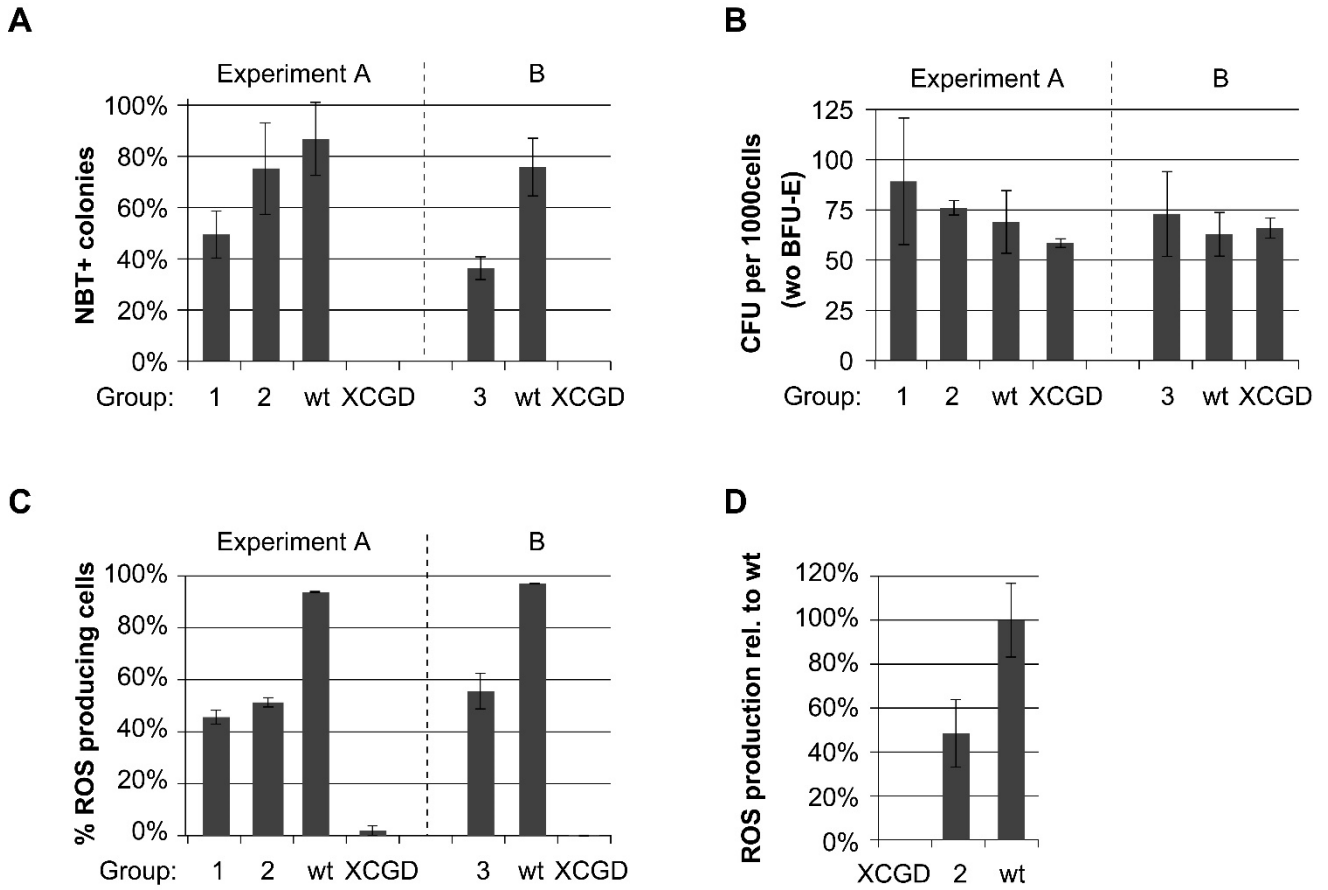 A
Experiment A
B
NBT+ colonies
100%
80%
60%
40%
20%
0%
Group:
1
2
wt
XCGD
3
wt
XCGD
B
Experiment A
B
CFU per 1000cells
(wo BFU-E)
125
100
75
50
25
0
Group:
1
2
wt
XCGD
3
wt
XCGD
C
Experiment A
B
% ROS producing cells
100%
80%
60%
40%
20%
0%
Group:
1
2
wt
XCGD
3
wt
XCGD
D
ROS production rel. to wt
120%
100%
80%
60%
40%
20%
0%
XCGD
2
wt